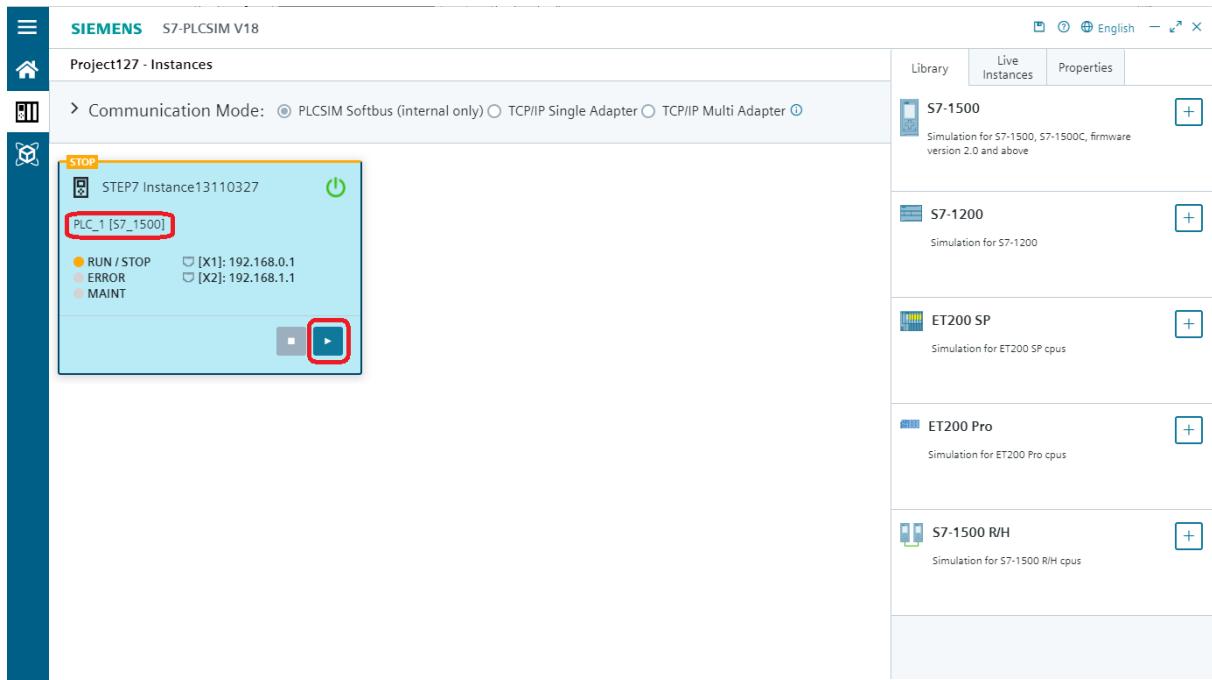 SIEMENS S7-PLCSIM V18
English
Project127 - Instances
Communication Mode: PLCSIM Softbus (internal only) TCP/IP Single Adapter TCP/IP Multi Adapter
STOP
STEP7 Instance13110327
PLC_1 [S7_1500]
RUN / STOP [X1]: 192.168.0.1
ERROR [X2]: 192.168.1.1
MAINT
Library
Live
Instances
Properties
S7-1500
Simulation for S7-1500, S7-1500C, firmware
version 2.0 and above
S7-1200
Simulation for S7-1200
ET200 SP
Simulation for ET200 SP cpus
ET200 Pro
Simulation for ET200 Pro cpus
S7-1500 R/H
Simulation for S7-1500 R/H cpus